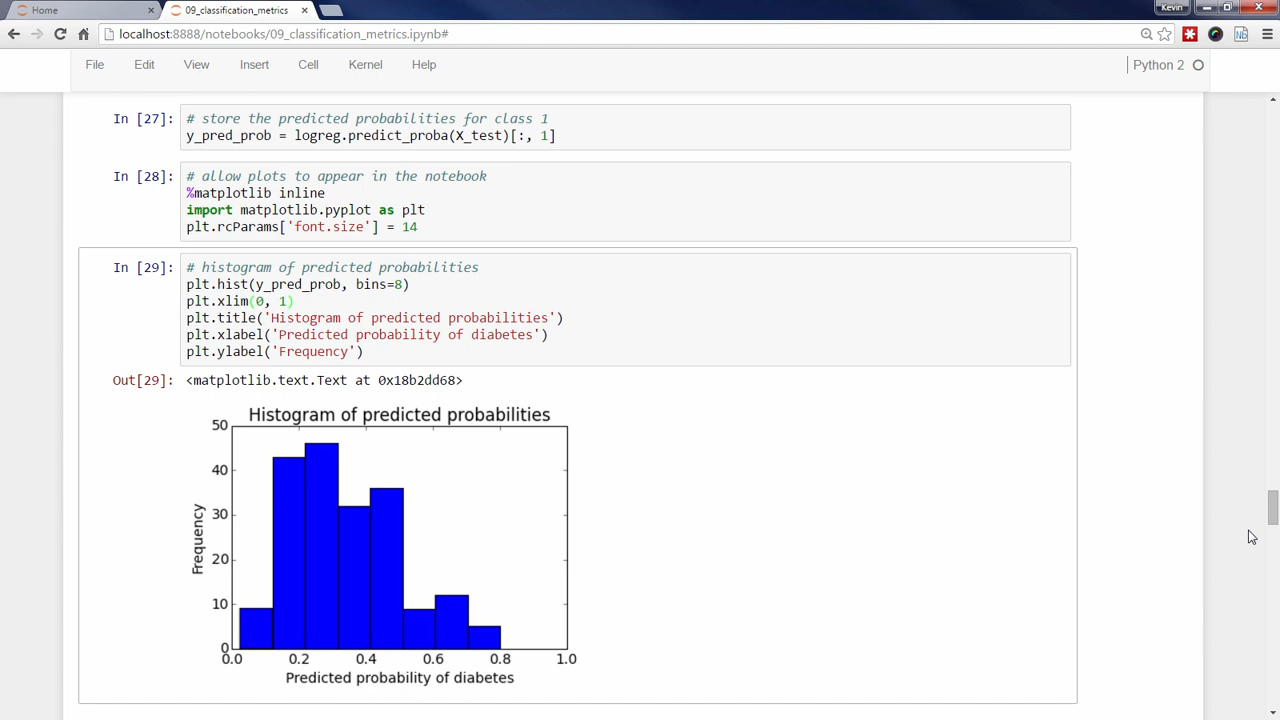 Home
09_classification_metrics
Kevin
localhost:8888/notebooks/09_classification_metrics.ipynb#
File Edit View Insert Cell Kernel Help Python 2
In [27]:
# store the predicted probabilities for class 1
y_pred_prob = logreg.predict_proba(X_test)[:, 1]
In [28]:
# allow plots to appear in the notebook
%matplotlib inline
import matplotlib.pyplot as plt
plt.rcParams['font.size'] = 14
In [29]:
# histogram of predicted probabilities
plt.hist(y_pred_prob, bins=8)
plt.xlim(0, 1)
plt.title('Histogram of predicted probabilities')
plt.xlabel('Predicted probability of diabetes')
plt.ylabel('Frequency')
Out[29]: <matplotlib.text.Text at 0x18b2dd68>
Histogram of predicted probabilities
50
40
30
20
10
0
Frequency
0.0 0.2 0.4 0.6 0.8 1.0
Predicted probability of diabetes